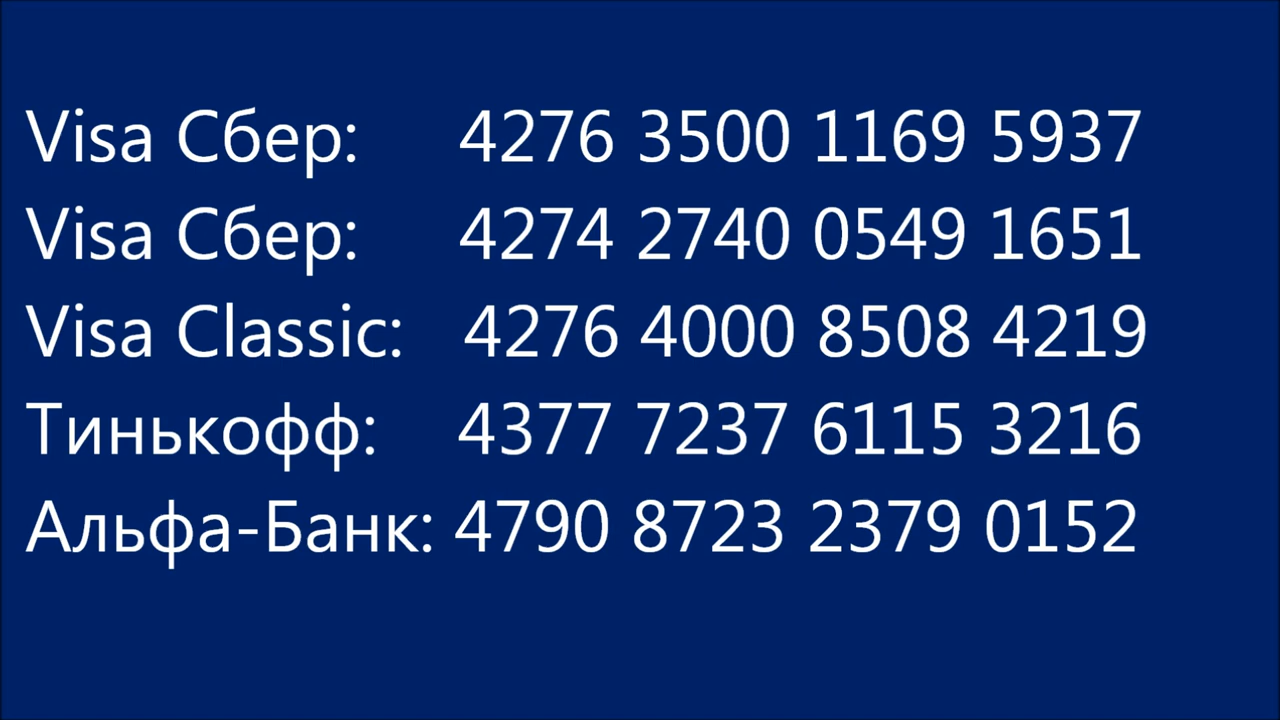 Visa Сбер: 4276 3500 1169 5937
Visa Сбер: 4274 2740 0549 1651
Visa Classic: 4276 4000 8508 4219
Тинькофф: 4377 7237 6115 3216
Альфа-Банк: 4790 8723 2379 0152